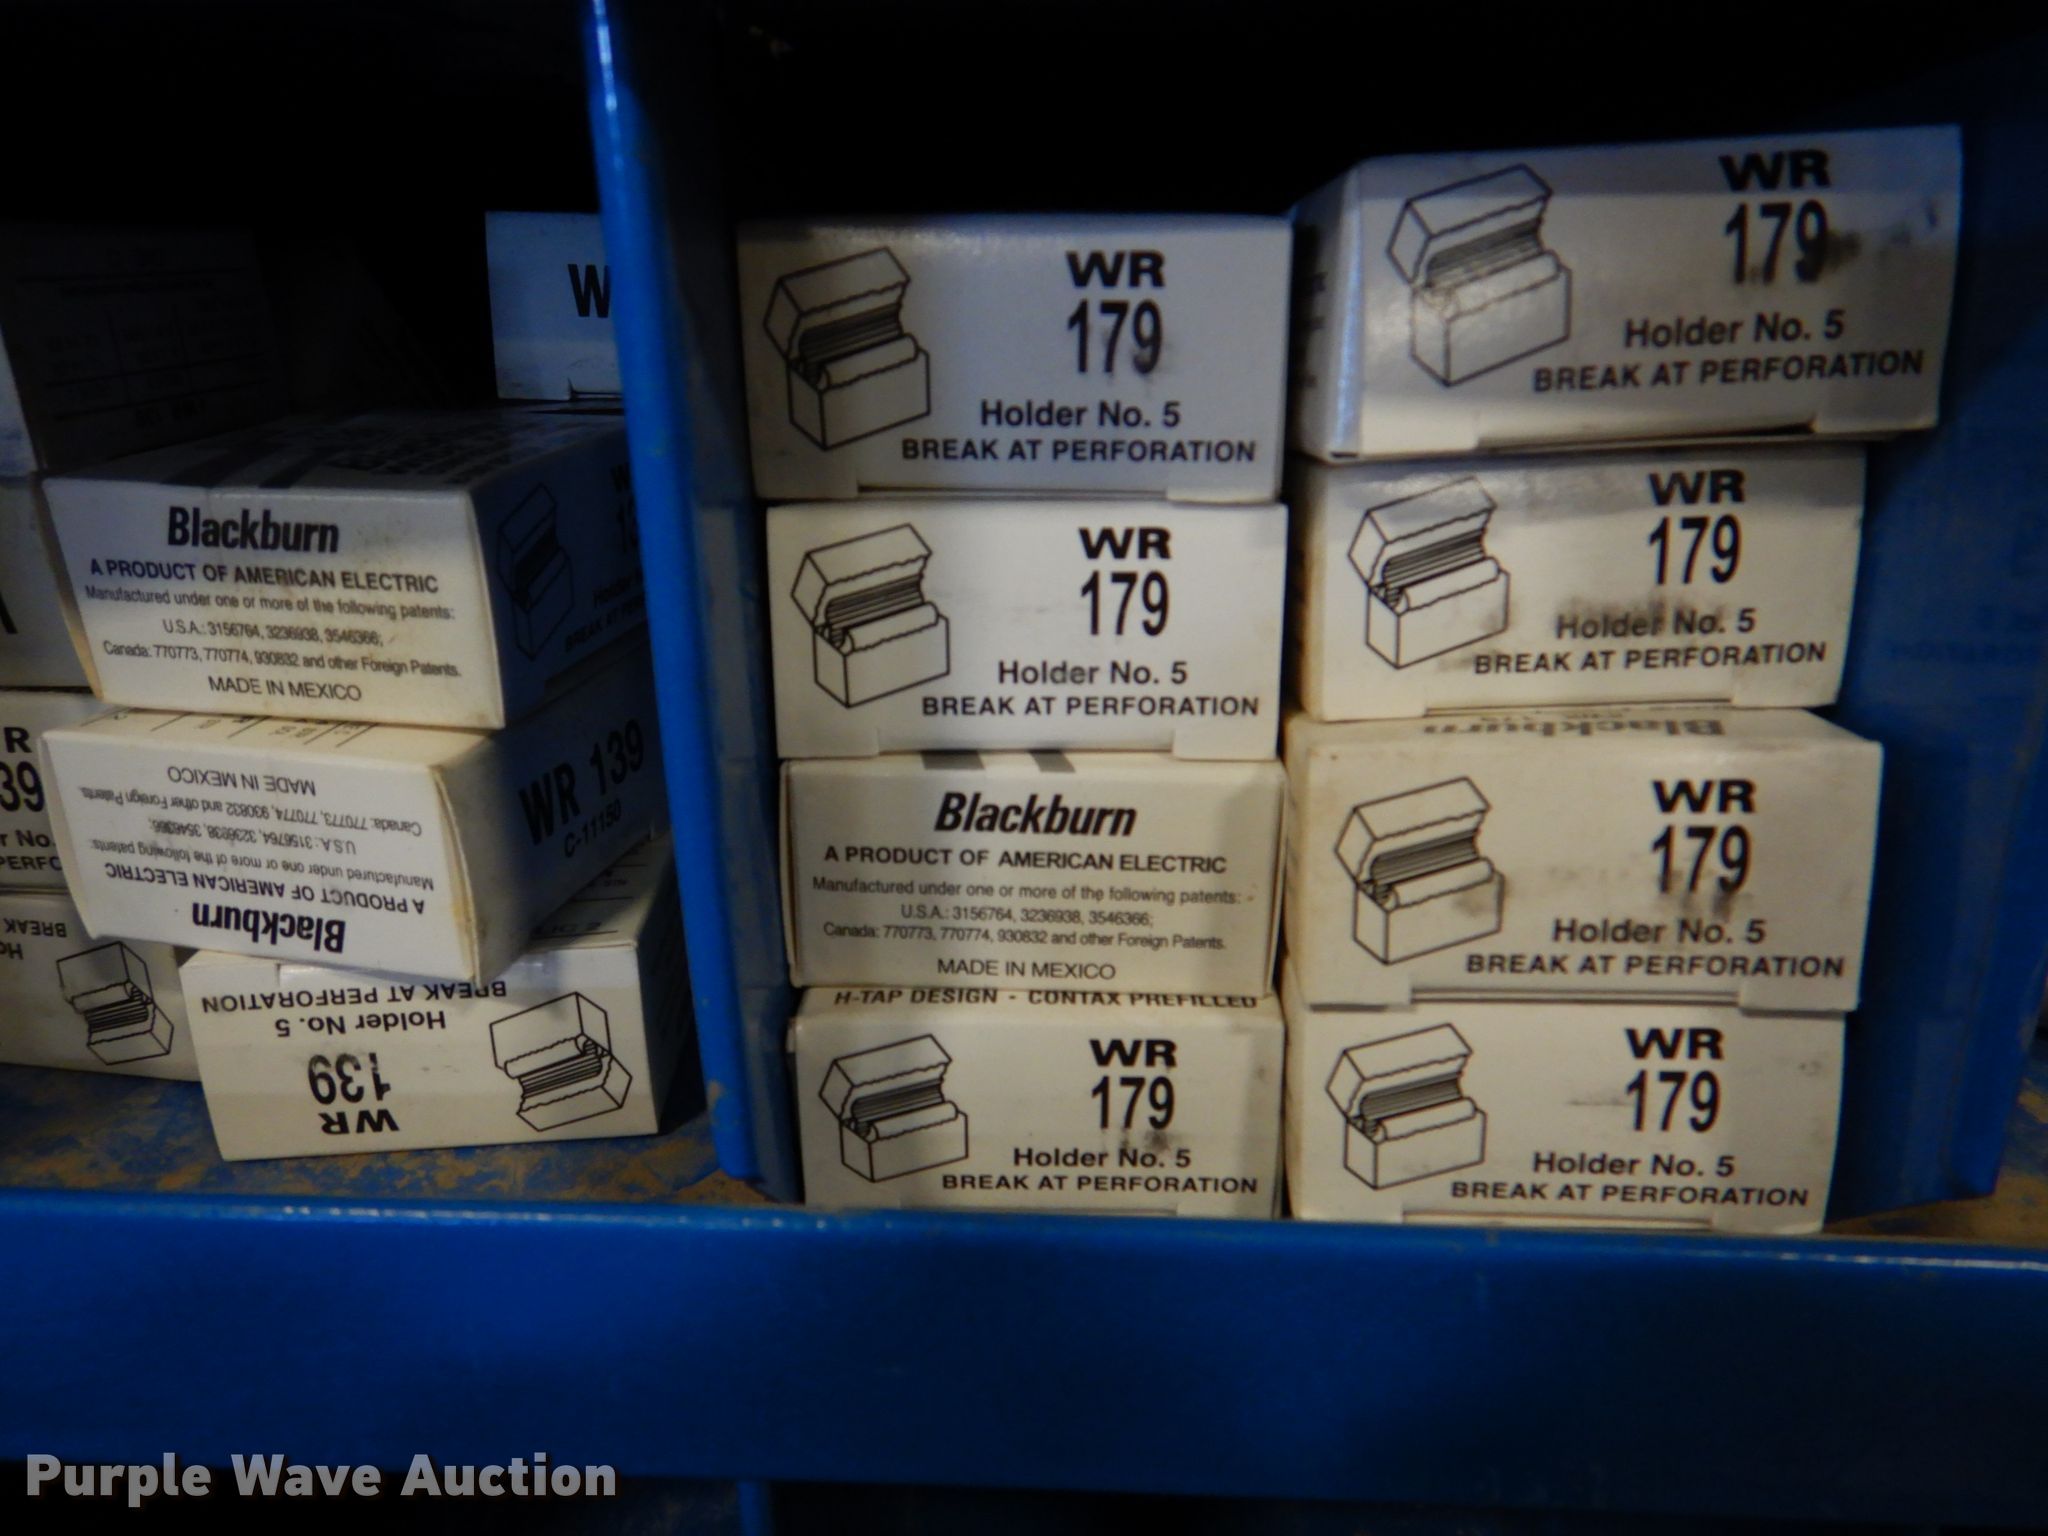 W
Blackburn
A PRODUCT OF AMERICAN ELECTRIC
Manufactured under one or more of the following patents:
U.S.A.: 3156764, 3236938, 3546366;
Canada: 770773, 770774, 930832 and other Foreign Patents.
MADE IN MEXICO
Blackburn
A PRODUCT OF AMERICAN ELECTRIC
Manufactured under one or more of the following patents:
U.S.A.: 3156764, 3236938, 3546366;
Canada: 770773, 770774, 930832 and other Foreign Patents.
MADE IN MEXICO
WR 139
C-11150
R
39
r No.
PERFO
BREAK
WR
139
Holder No. 5
BREAK AT PERFORATION
WR
179
Holder No. 5
BREAK AT PERFORATION
WR
179
Holder No. 5
BREAK AT PERFORATION
Blackburn
A PRODUCT OF AMERICAN ELECTRIC
Manufactured under one or more of the following patents:
U.S.A.: 3156764, 3236938, 3546366;
Canada: 770773, 770774, 930832 and other Foreign Patents.
MADE IN MEXICO
H-TAP DESIGN - CONTAX PREFILLED
WR
179
Holder No. 5
BREAK AT PERFORATION
WR
179
Holder No. 5
BREAK AT PERFORATION
WR
179
Holder No. 5
BREAK AT PERFORATION
Blackburn
WR
179
Holder No. 5
BREAK AT PERFORATION
WR
179
Holder No. 5
BREAK AT PERFORATION
Purple Wave Auction